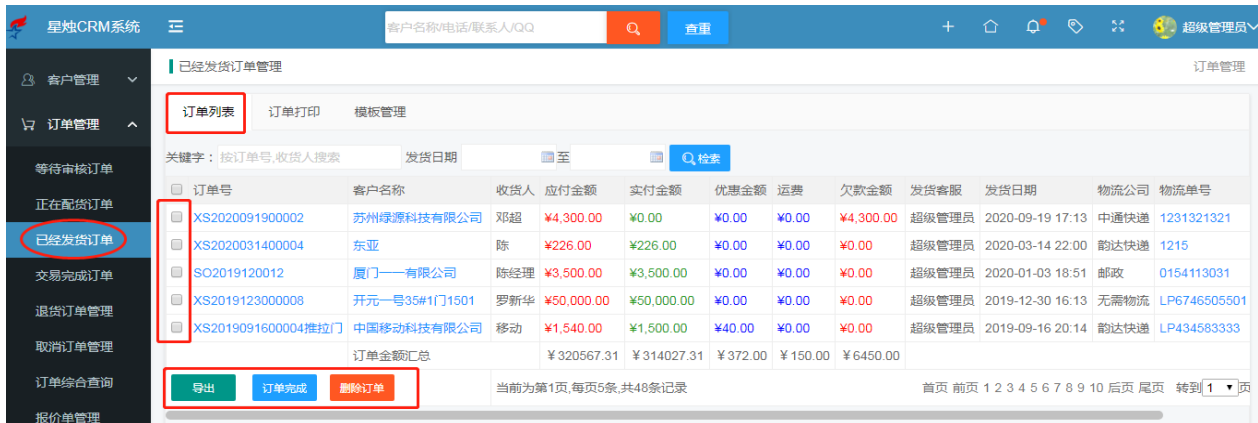 星烛CRM系统
客户名称/电话/联系人/QQ
查重
超级管理员
客户管理
订单管理
等待审核订单
正在配货订单
已经发货订单
交易完成订单
退货订单管理
取消订单管理
订单综合查询
报价单管理
已经发货订单管理 订单管理
订单列表 订单打印 模板管理
关键字： 按订单号,收货人搜索 发货日期 至 检索
订单号 客户名称 收货人 应付金额 实付金额 优惠金额 运费 欠款金额 发货客服 发货日期 物流公司 物流单号
XS2020091900002 苏州绿源科技有限公司 邓超 ¥4,300.00 ¥0.00 ¥0.00 ¥0.00 ¥4,300.00 超级管理员 2020-09-19 17:13 中通快递 1231321321
XS2020031400004 东亚 陈 ¥226.00 ¥226.00 ¥0.00 ¥0.00 ¥0.00 超级管理员 2020-03-14 22:00 韵达快递 1215
SO2019120012 厦门一一有限公司 陈经理 ¥3,500.00 ¥3,500.00 ¥0.00 ¥0.00 ¥0.00 超级管理员 2020-01-03 18:51 邮政 0154113031
XS2019123000008 开元一号35#1门1501 罗新华 ¥50,000.00 ¥50,000.00 ¥0.00 ¥0.00 ¥0.00 超级管理员 2019-12-30 16:13 无需物流 LP6746505501
XS2019091600004推拉门 中国移动科技有限公司 移动 ¥1,540.00 ¥1,500.00 ¥40.00 ¥0.00 ¥0.00 超级管理员 2019-09-16 20:14 韵达快递 LP434583333
订单金额汇总 ¥320567.31 ¥314027.31 ¥372.00 ¥150.00 ¥6450.00
导出 订单完成 删除订单 当前为第1页,每页5条,共48条记录 首页 前页 1 2 3 4 5 6 7 8 9 10 后页 尾页 转到 1 页